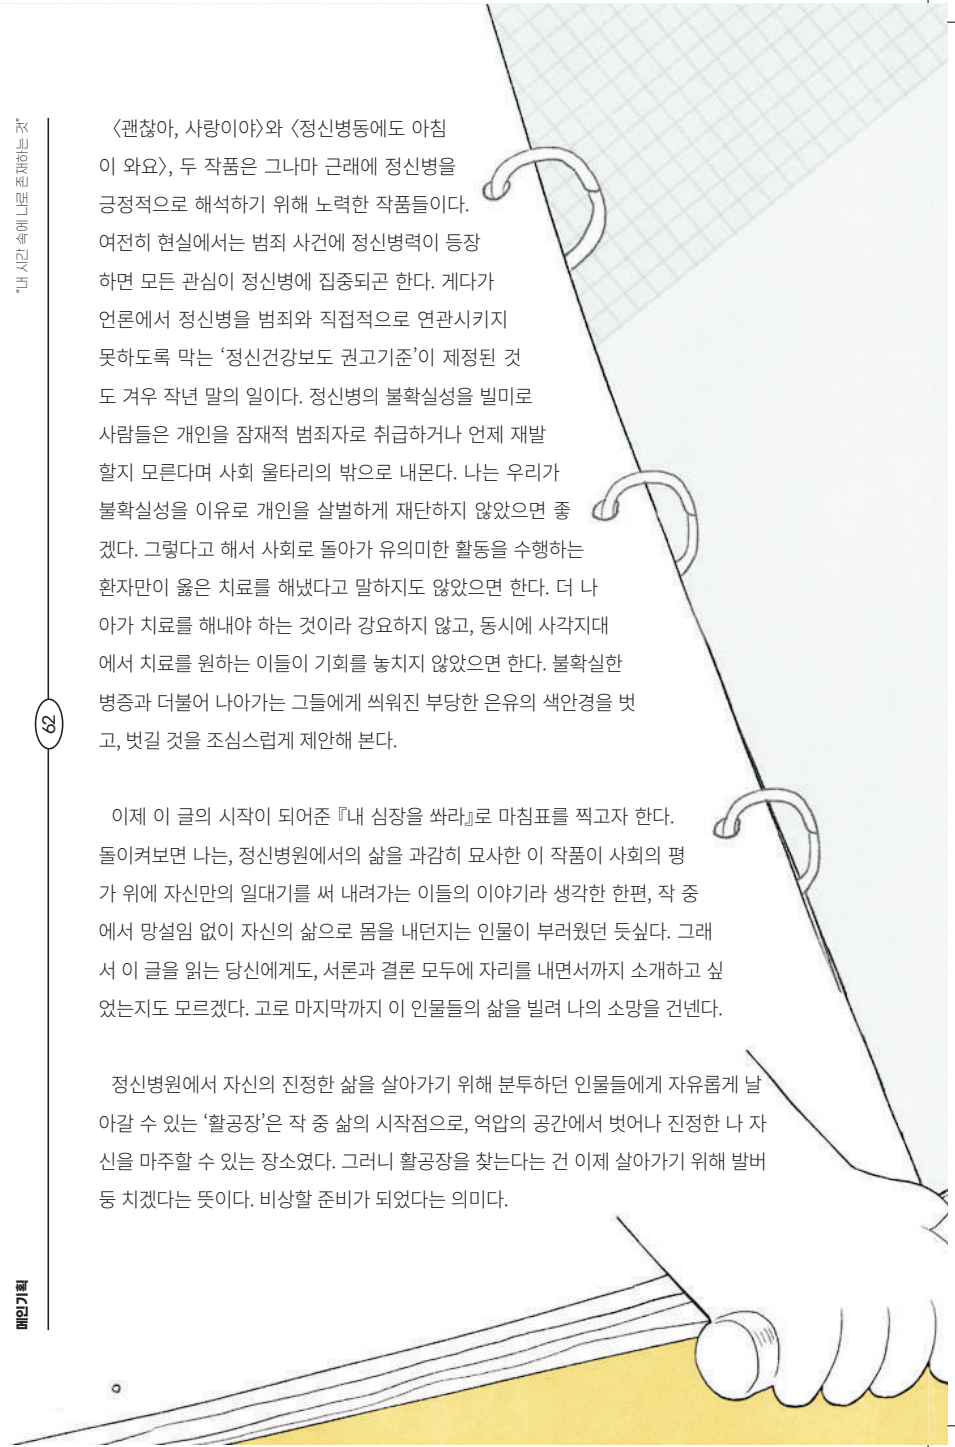 "내 시간 속에 나로 존재하는 것"
〈괜찮아, 사랑이야〉와 〈정신병동에도 아침
이 와요〉, 두 작품은 그나마 근래에 정신병을
긍정적으로 해석하기 위해 노력한 작품들이다.
여전히 현실에서는 범죄 사건에 정신병력이 등장
하면 모든 관심이 정신병에 집중되곤 한다. 게다가
언론에서 정신병을 범죄와 직접적으로 연관시키지
못하도록 막는 ‘정신건강보도 권고기준’이 제정된 것
도 겨우 작년 말의 일이다. 정신병의 불확실성을 빌미로
사람들은 개인을 잠재적 범죄자로 취급하거나 언제 재발
할지 모른다며 사회 울타리의 밖으로 내몬다. 나는 우리가
불확실성을 이유로 개인을 살벌하게 재단하지 않았으면 좋
겠다. 그렇다고 해서 사회로 돌아가 유의미한 활동을 수행하는
환자만이 옳은 치료를 해냈다고 말하지도 않았으면 한다. 더 나
아가 치료를 해내야 하는 것이라 강요하지 않고, 동시에 사각지대
에서 치료를 원하는 이들이 기회를 놓치지 않았으면 한다. 불확실한
병증과 더불어 나아가는 그들에게 씌워진 부당한 은유의 색안경을 벗
고, 벗길 것을 조심스럽게 제안해 본다.
이제 이 글의 시작이 되어준 『내 심장을 쏴라』로 마침표를 찍고자 한다.
돌이켜보면 나는, 정신병원에서의 삶을 과감히 묘사한 이 작품이 사회의 평
가 위에 자신만의 일대기를 써 내려가는 이들의 이야기라 생각한 한편, 작 중
에서 망설임 없이 자신의 삶으로 몸을 내던지는 인물이 부러웠던 듯싶다. 그래
서 이 글을 읽는 당신에게도, 서론과 결론 모두에 자리를 내면서까지 소개하고 싶
었는지도 모르겠다. 고로 마지막까지 이 인물들의 삶을 빌려 나의 소망을 건넨다.
정신병원에서 자신의 진정한 삶을 살아가기 위해 분투하던 인물들에게 자유롭게 날
아갈 수 있는 ‘활공장’은 작 중 삶의 시작점으로, 억압의 공간에서 벗어나 진정한 나 자
신을 마주할 수 있는 장소였다. 그러니 활공장을 찾는다는 건 이제 살아가기 위해 발버
둥 치겠다는 뜻이다. 비상할 준비가 되었다는 의미다.
62
메인기획